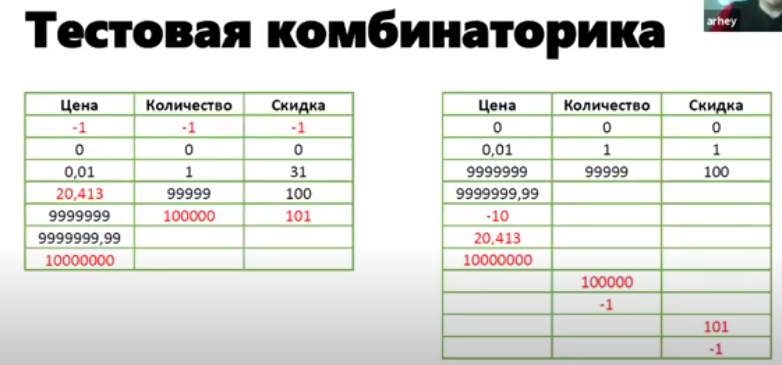 Тестовая комбинаторика
arhey
Цена Количество Скидка
-1 -1 -1
0 0 0
0,01 1 31
20,413 99999 100
9999999 100000 101
9999999,99
10000000
Цена Количество Скидка
0 0 0
0,01 1 1
9999999 99999 100
9999999,99
-10
20,413
10000000
100000
-1
101
-1